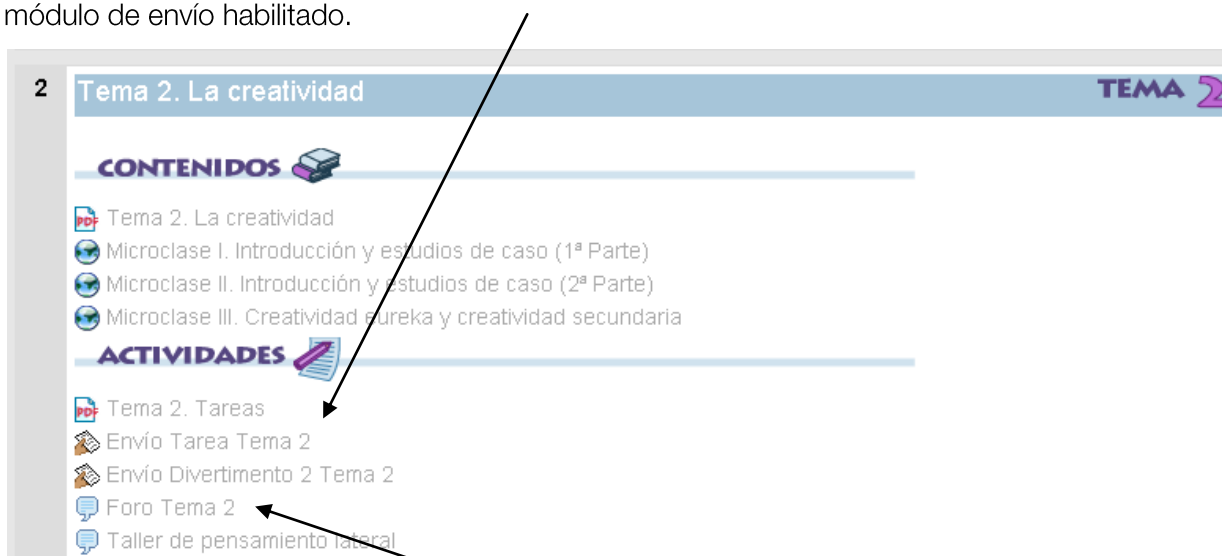 módulo de envío habilitado.
2 Tema 2. La creatividad TEMA 2
CONTENIDOS
PDF Tema 2. La creatividad
Microclase I. Introducción y estudios de caso (1ª Parte)
Microclase II. Introducción y estudios de caso (2ª Parte)
Microclase III. Creatividad eureka y creatividad secundaria
ACTIVIDADES
PDF Tema 2. Tareas
Envío Tarea Tema 2
Envío Divertimento 2 Tema 2
Foro Tema 2
Taller de pensamiento lateral